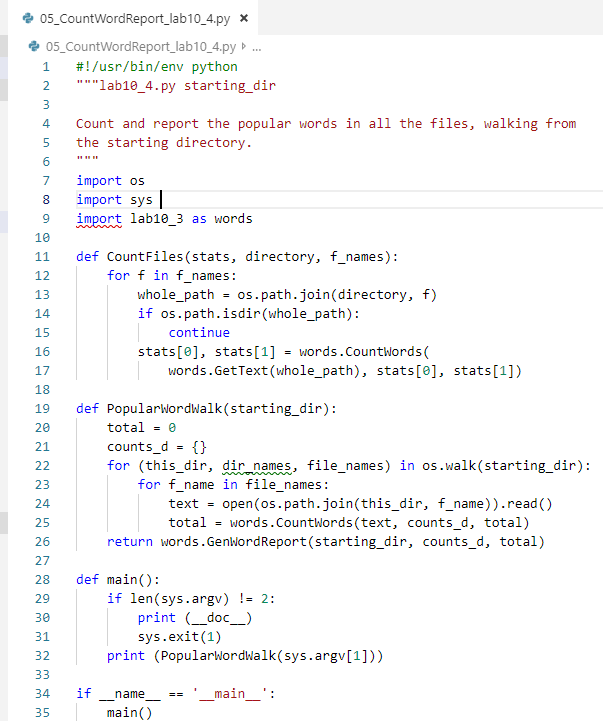 05_CountWordReport_lab10_4.py ×
05_CountWordReport_lab10_4.py ▷ ...
1 #!/usr/bin/env python
2 """lab10_4.py starting_dir
3
4 Count and report the popular words in all the files, walking from
5 the starting directory.
6 """
7 import os
8 import sys
9 import lab10_3 as words
10
11 def CountFiles(stats, directory, f_names):
12     for f in f_names:
13         whole_path = os.path.join(directory, f)
14         if os.path.isdir(whole_path):
15             continue
16         stats[0], stats[1] = words.CountWords(
17             words.GetText(whole_path), stats[0], stats[1])
18
19 def PopularWordWalk(starting_dir):
20     total = 0
21     counts_d = {}
22     for (this_dir, dir_names, file_names) in os.walk(starting_dir):
23         for f_name in file_names:
24             text = open(os.path.join(this_dir, f_name)).read()
25             total = words.CountWords(text, counts_d, total)
26     return words.GenWordReport(starting_dir, counts_d, total)
27
28 def main():
29     if len(sys.argv) != 2:
30         print (__doc__)
31         sys.exit(1)
32     print (PopularWordWalk(sys.argv[1]))
33
34 if __name__ == '__main__':
35     main()